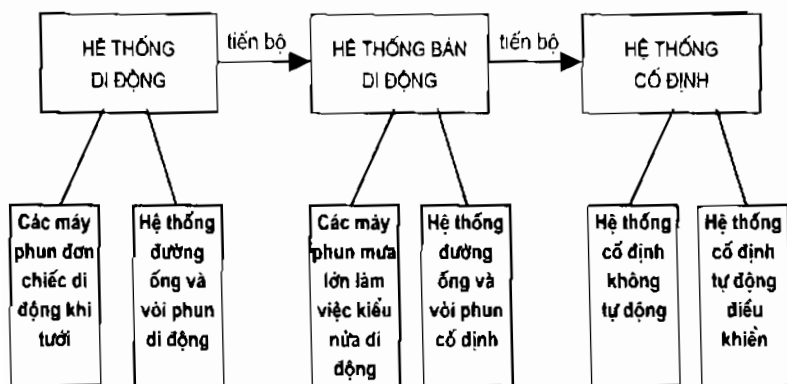 HỆ THỐNG
DI ĐỘNG
tiến bộ
HỆ THỐNG BÁN
DI ĐỘNG
tiến bộ
HỆ THỐNG
CỐ ĐỊNH
Các máy
phun đơn
chiếc di
động khi
tưới
Hệ thống
đường
ống và
vòi phun
di động
Các máy
phun mưa
lớn làm
việc kiểu
nửa di
động
Hệ thống
đường
ống và
vòi phun
cố định
Hệ thống
cố định
không
tự động
Hệ thống
cố định
tự động
điều
khiển